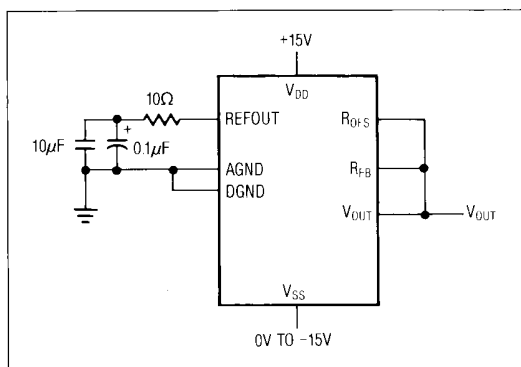 +15V
V_DD
10Ω
REFOUT
R_OFS
+
10μF
0.1μF
AGND
R_FB
DGND
V_OUT
V_OUT
V_SS
0V TO -15V